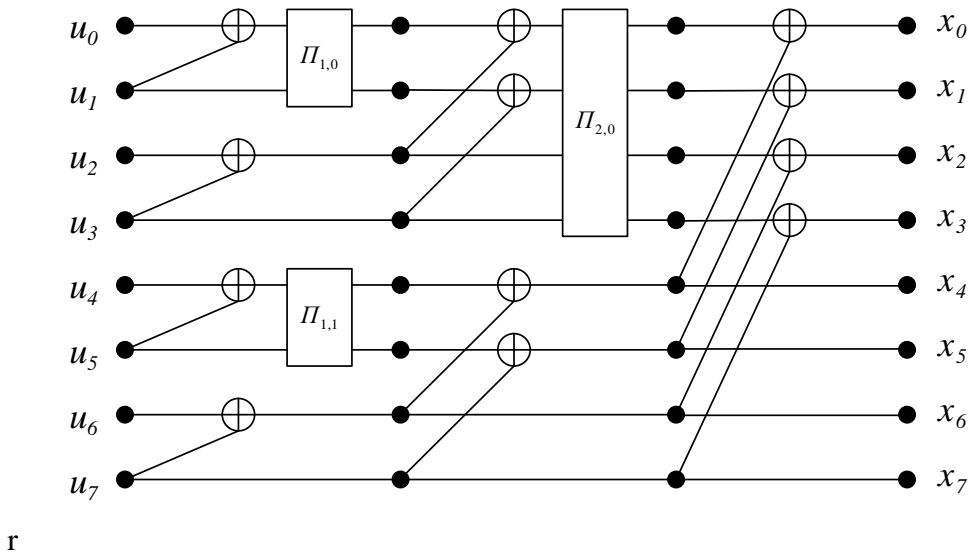 u₀ Π₁,₀ x₀
u₁ x₁
Π₂,₀
u₂ x₂
u₃ x₃
u₄ x₄
Π₁,₁
u₅ x₅
u₆ x₆
u₇ x₇
r